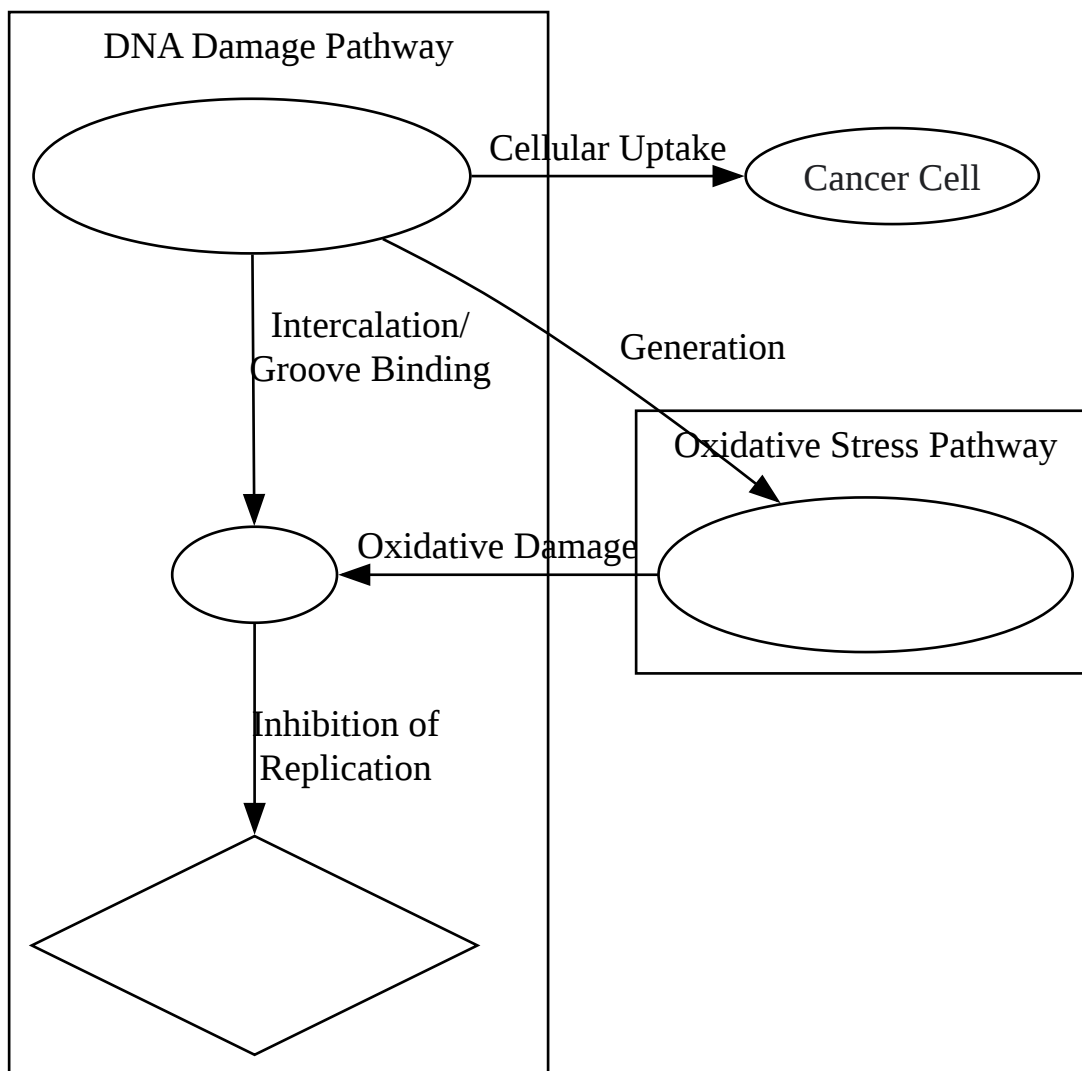 DNA Damage Pathway
Cellular Uptake
Cancer Cell
Intercalation/
Groove Binding
Generation
Oxidative Stress Pathway
Oxidative Damage
Inhibition of
Replication